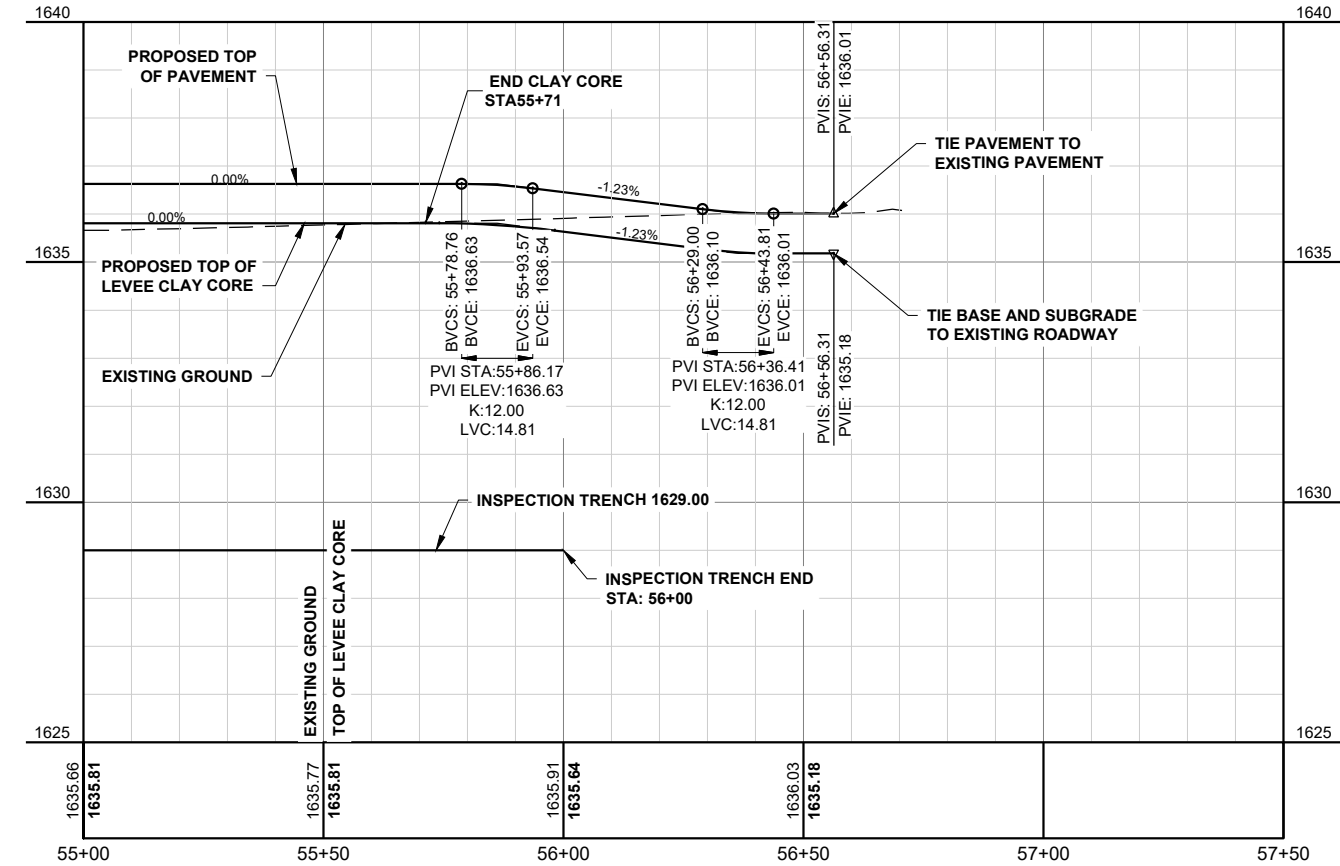 1640
1640
PROPOSED TOP
OF PAVEMENT
END CLAY CORE
STA55+71
PVIS: 56+56.31
PVIE: 1636.01
TIE PAVEMENT TO
EXISTING PAVEMENT
0.00%
-1.23%
0.00%
-1.23%
PROPOSED TOP OF
LEVEE CLAY CORE
1635
1635
BVCS: 55+78.76
BVCE: 1636.63
EVCS: 55+93.57
EVCE: 1636.54
BVCS: 56+29.00
BVCE: 1636.10
EVCS: 56+43.81
EVCE: 1636.01
TIE BASE AND SUBGRADE
TO EXISTING ROADWAY
EXISTING GROUND
PVI STA:55+86.17
PVI ELEV:1636.63
K:12.00
LVC:14.81
PVI STA:56+36.41
PVI ELEV:1636.01
K:12.00
LVC:14.81
PVIS: 56+56.31
PVIE: 1635.18
1630
1630
INSPECTION TRENCH 1629.00
INSPECTION TRENCH END
STA: 56+00
EXISTING GROUND
TOP OF LEVEE CLAY CORE
1625
1625
1635.66
1635.81
1635.77
1635.81
1635.91
1635.64
1636.03
1635.18
55+00
55+50
56+00
56+50
57+00
57+50